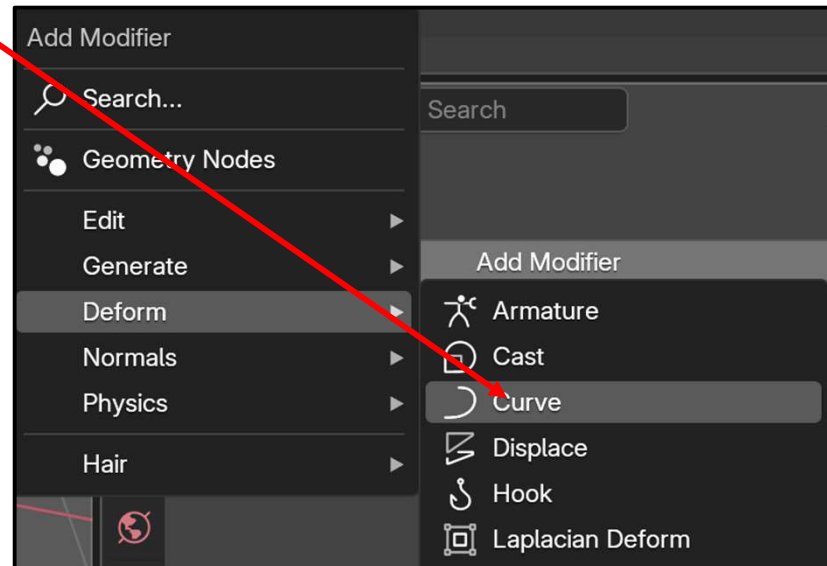 Add Modifier
Search...
Geometry Nodes
Edit
Generate
Deform
Normals
Physics
Hair
Search
Add Modifier
Armature
Cast
Curve
Displace
Hook
Laplacian Deform